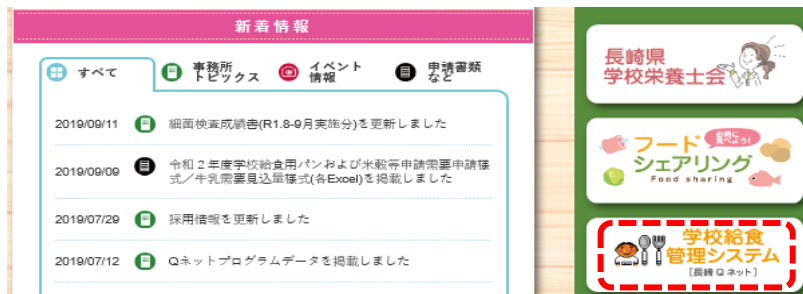 新着情報
すべて
事務所
トピックス
イベント
情報
申請書類
など
2019/09/11 細菌検査成績書(R1.8-9月実施分)を更新しました
2019/09/09 令和2年度学校給食用パンおよび米穀等申請需要申請様
式／牛乳需要見込量様式(各Excel)を掲載しました
2019/07/29 採用情報を更新しました
2019/07/12 Qネットプログラムデータを掲載しました
長崎県
学校栄養士会
フード
お得に
食べよう!
シェアリング
Food sharing
学校給食
管理システム
[長崎Qネット]